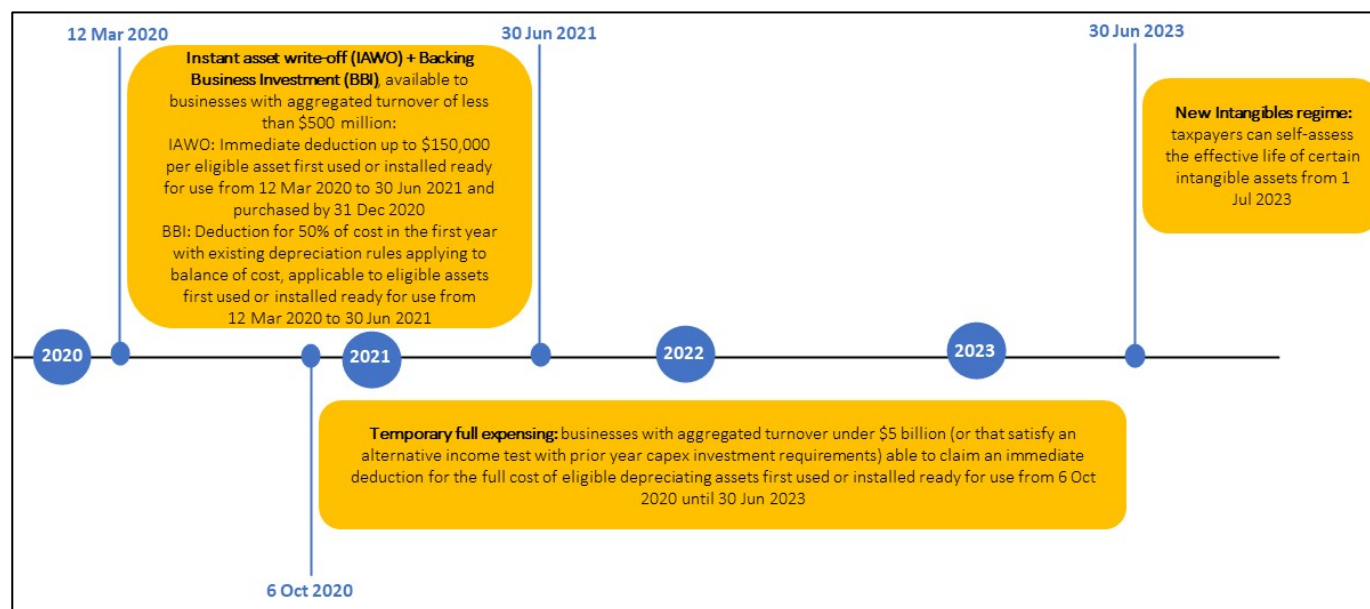 12 Mar 2020
30 Jun 2021
30 Jun 2023
Instant asset write-off (IAWO) + Backing
Business Investment (BBI), available to
businesses with aggregated turnover of less
than $500 million:
IAWO: Immediate deduction up to $150,000
per eligible asset first used or installed ready
for use from 12 Mar 2020 to 30 Jun 2021 and
purchased by 31 Dec 2020
BBI: Deduction for 50% of cost in the first year
with existing depreciation rules applying to
balance of cost, applicable to eligible assets
first used or installed ready for use from
12 Mar 2020 to 30 Jun 2021
New Intangibles regime:
taxpayers can self-assess
the effective life of certain
intangible assets from 1
Jul 2023
2020
2021
2022
2023
Temporary full expensing: businesses with aggregated turnover under $5 billion (or that satisfy an
alternative income test with prior year capex investment requirements) able to claim an immediate
deduction for the full cost of eligible depreciating assets first used or installed ready for use from 6 Oct
2020 until 30 Jun 2023
6 Oct 2020